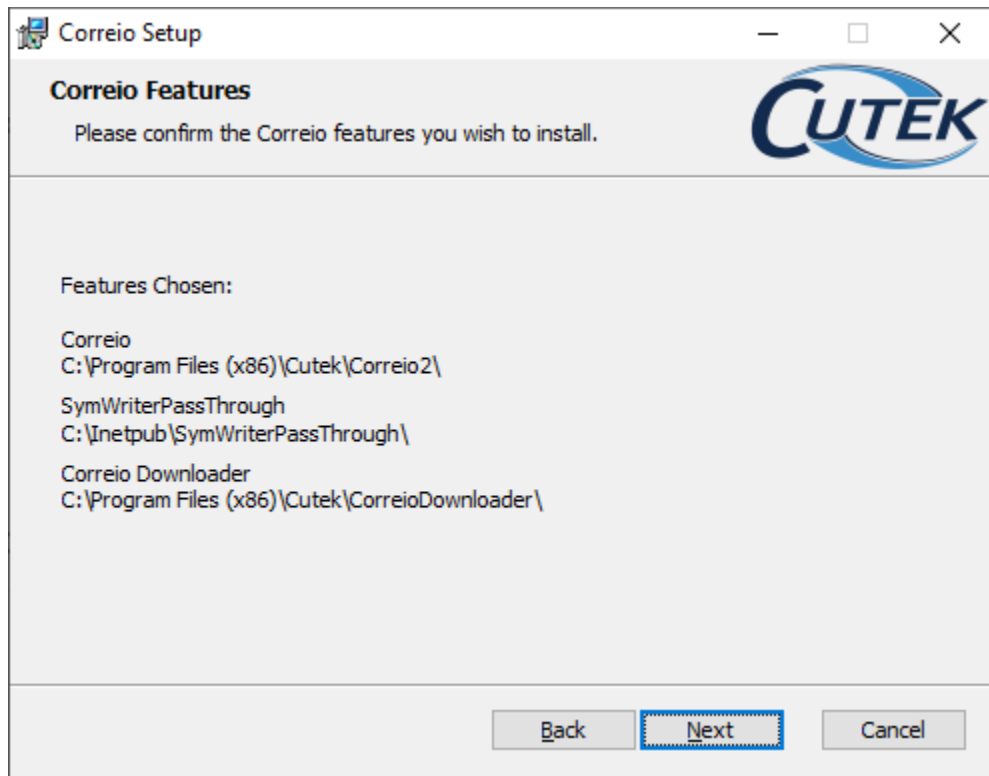 Correio Setup
Correio Features
Please confirm the Correio features you wish to install.
CUTEK
Features Chosen:
Correio
C:\Program Files (x86)\Cutek\Correio2\
SymWriterPassThrough
C:\Inetpub\SymWriterPassThrough\
Correio Downloader
C:\Program Files (x86)\Cutek\CorreioDownloader\
Back Next Cancel